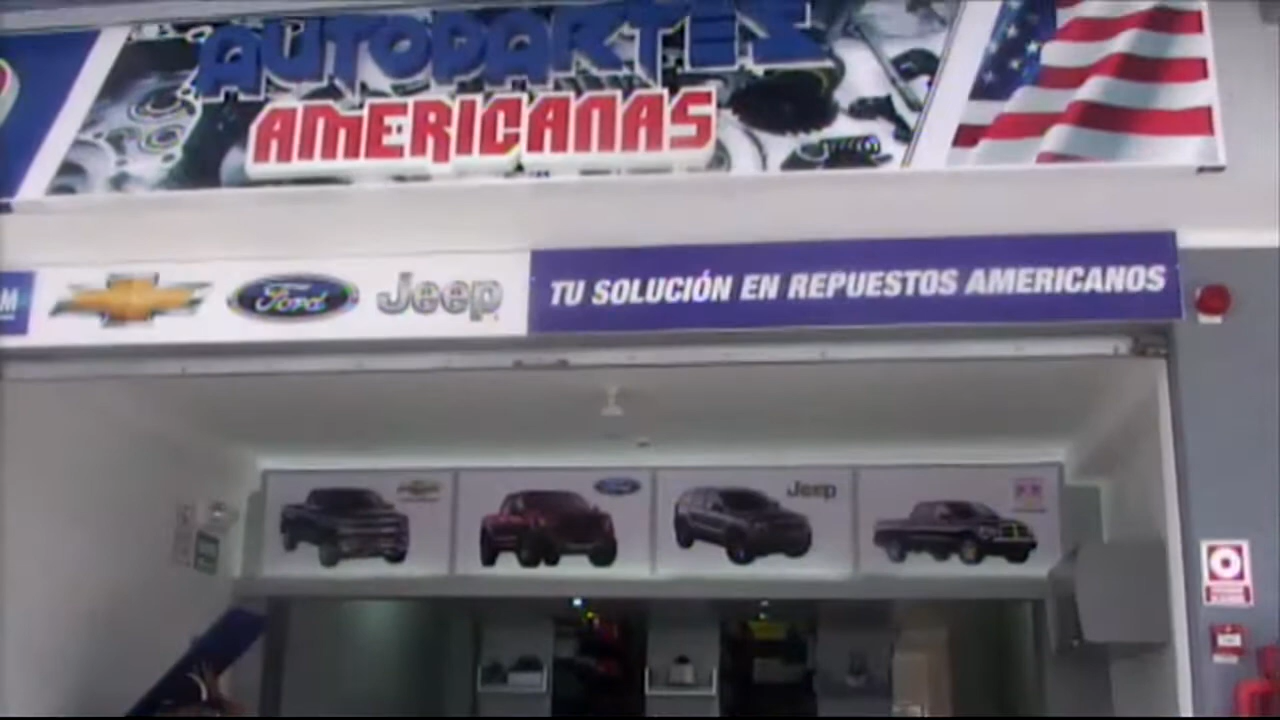 AUTOPARTES
AMERICANAS
M
Ford
Jeep
TU SOLUCIÓN EN REPUESTOS AMERICANOS
Ford
Jeep